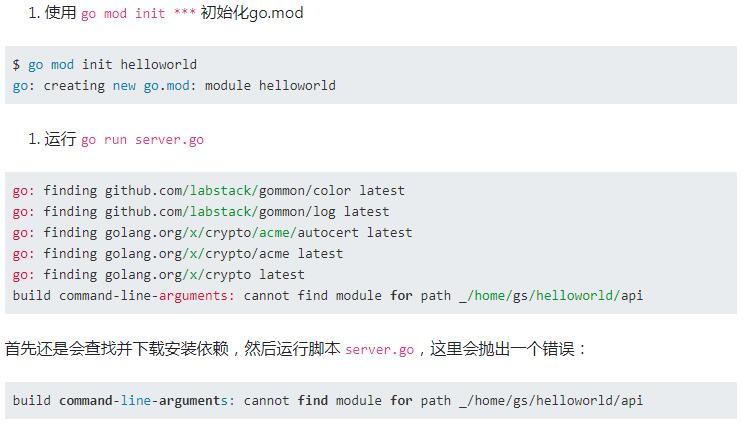 1. 使用 go mod init *** 初始化go.mod
$ go mod init helloworld
go: creating new go.mod: module helloworld
1. 运行 go run server.go
go: finding github.com/labstack/gommon/color latest
go: finding github.com/labstack/gommon/log latest
go: finding golang.org/x/crypto/acme/autocert latest
go: finding golang.org/x/crypto/acme latest
go: finding golang.org/x/crypto latest
build command-line-arguments: cannot find module for path _/home/gs/helloworld/api
首先还是会查找并下载安装依赖，然后运行脚本 server.go，这里会抛出一个错误：
build command-line-arguments: cannot find module for path _/home/gs/helloworld/api